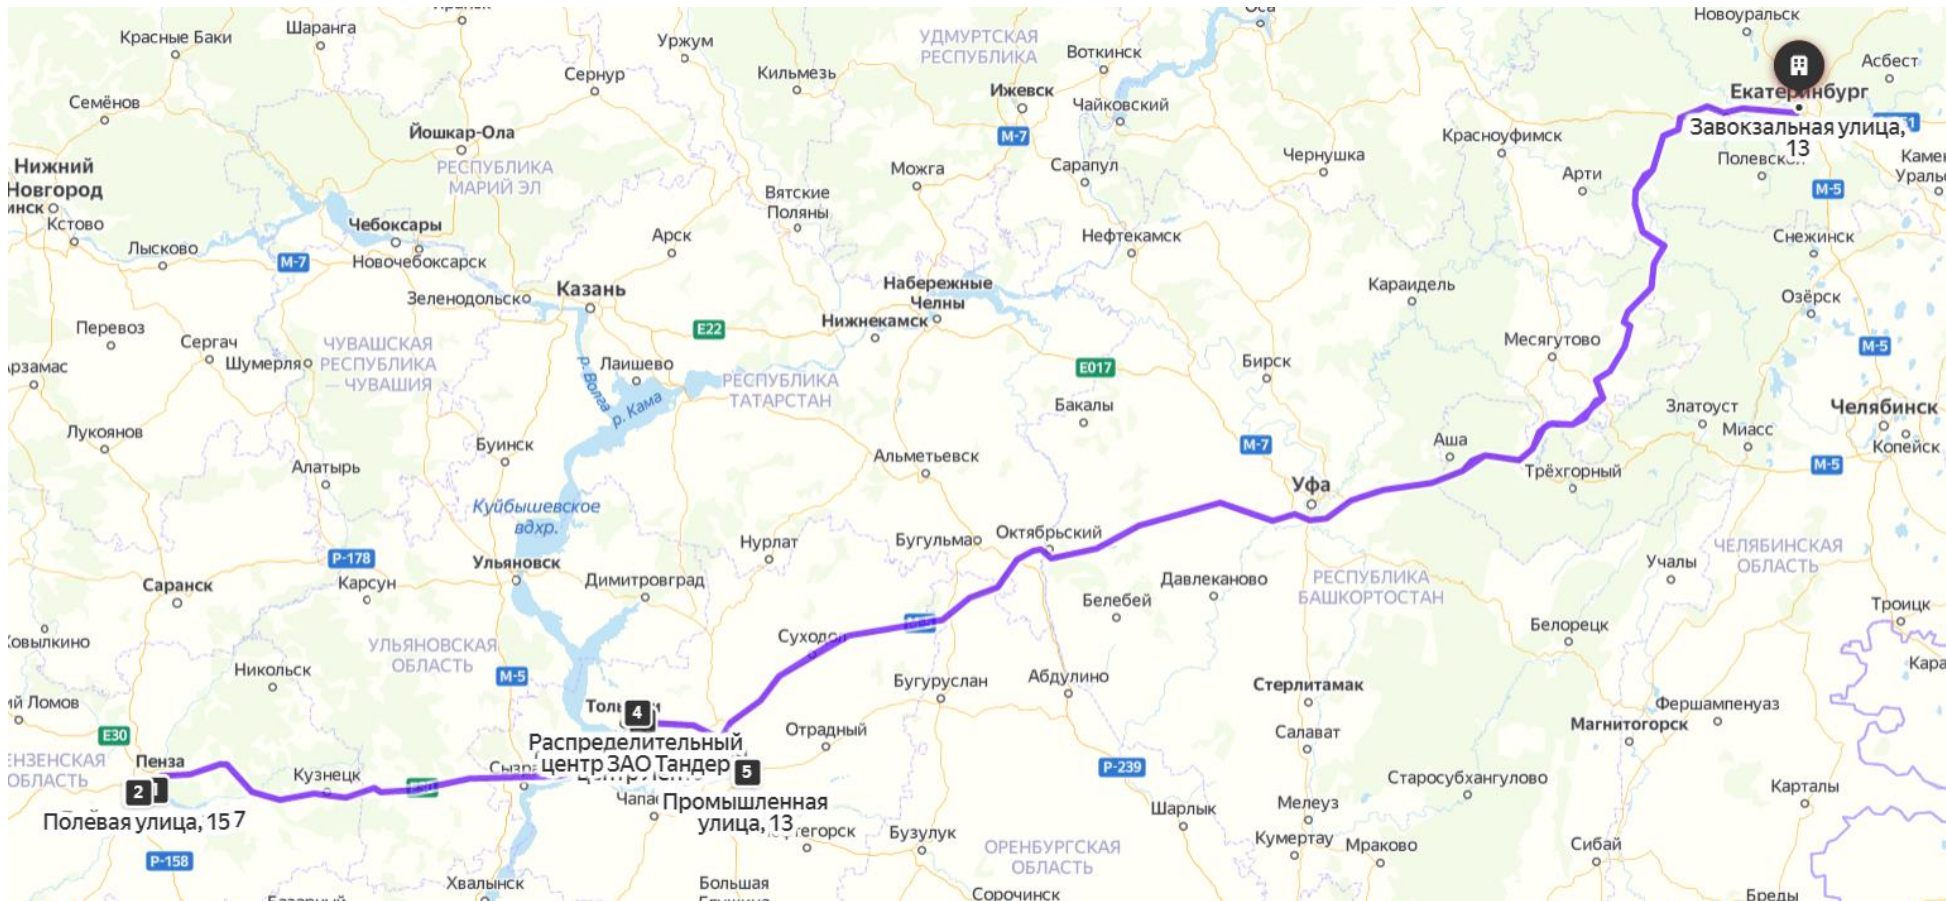 Шаранга
Новоуральск
Красные Баки
Уржум
УДМУРТСКАЯ
РЕСПУБЛИКА
Воткинск
Асбест
Сернур
Кильмезь
Ижевск
Екатеринбург
Семёнов
Чайковский
Йошкар-Ола
М-7
Красноуфимск
Завокзальная улица,
13
Нижний
Новгород
РЕСПУБЛИКА
МАРИЙ ЭЛ
Можга
Сарапул
Чернушка
Арти
М-5
Вятские
Поляны
Кстово
Чебоксары
Лысково
М-7
Новочебоксарск
Арск
Нефтекамск
Снежинск
Зеленодольск
Казань
Набережные
Челны
Караидель
Озёрск
Перевоз
Сергач
Шумерля
ЧУВАШСКАЯ
РЕСПУБЛИКА
— ЧУВАШИЯ
E22
Нижнекамск
Месягутово
М-5
р. Волга
Лаишево
р. Кама
РЕСПУБЛИКА
ТАТАРСТАН
E017
Бирск
Бакалы
Златоуст
Челябинск
Лукоянов
Буинск
М-7
Аша
Миасс
Копейск
Алатырь
Альметьевск
Трёхгорный
М-5
Куйбышевское
вдхр.
Уфа
Р-178
Нурлат
Бугульма
Октябрьский
ЧЕЛЯБИНСКАЯ
ОБЛАСТЬ
Ульяновск
Учалы
Саранск
Карсун
Димитровград
Давлеканово
РЕСПУБЛИКА
БАШКОРТОСТАН
Белебей
Троицк
Суходол
Белорецк
УЛЬЯНОВСКАЯ
ОБЛАСТЬ
Никольск
М-5
Бугуруслан
Абдулино
Стерлитамак
4
Фершампенуаз
Магнитогорск
E30
Отрадный
Салават
Распределительный
центр ЗАО Тандер
Пенза
Кузнецк
5
Р-239
Старосубхангулово
Карталы
2
Полевая улица, 157
Промышленная
улица, 13
Шарлык
Мелеуз
Бузулук
Кумертау
Мраково
Сибай
Р-158
ОРЕНБУРГСКАЯ
ОБЛАСТЬ
Хвалынск
Большая
Сорочинск
Бреды